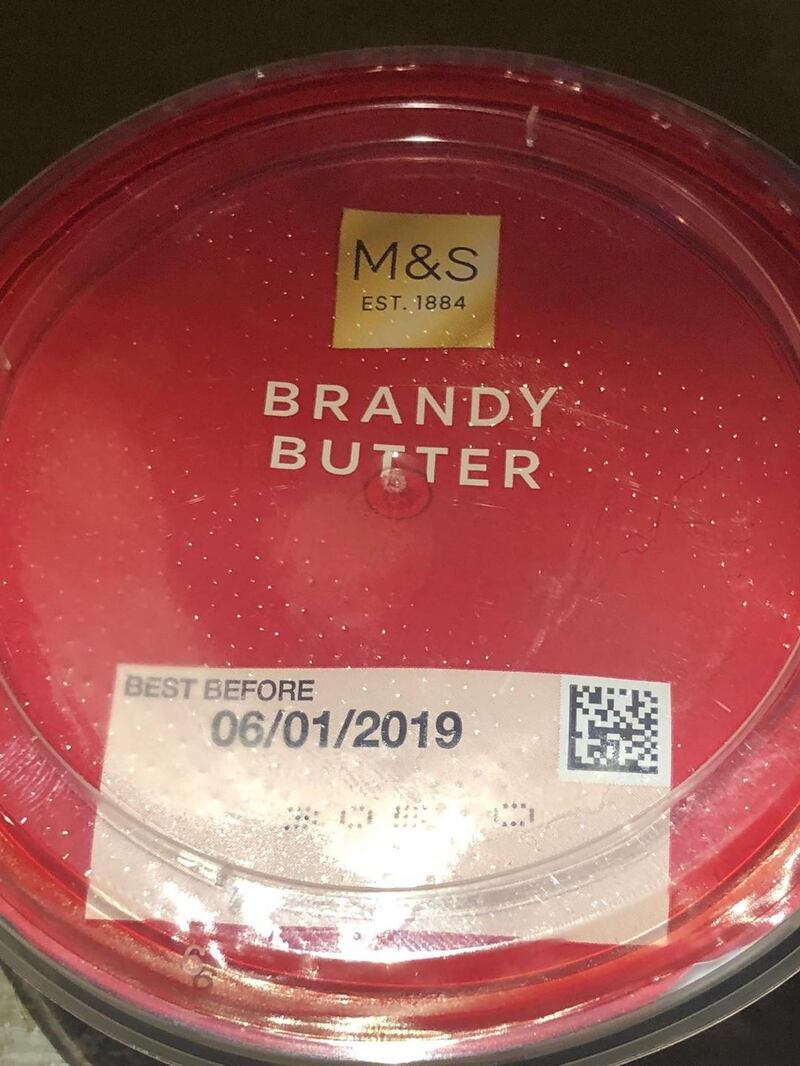 M&S
EST. 1884
BRANDY
BUTTER
BEST BEFORE
06/01/2019